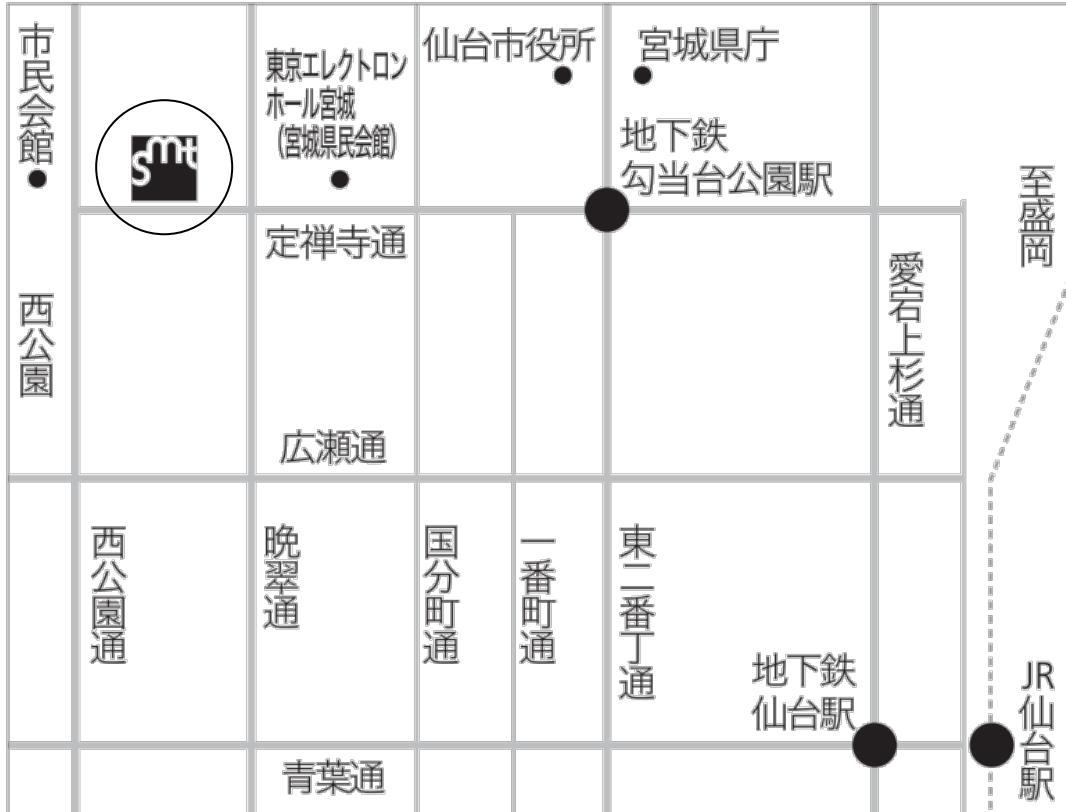 市民会館
smt
東京エレクトロン
ホール宮城
(宮城県民会館)
仙台市役所
宮城県庁
地下鉄
勾当台公園駅
至盛岡
定禅寺通
愛宕上杉通
西公園
広瀬通
西公園通
晩翠通
国分町通
一番町通
東二番丁通
地下鉄
仙台駅
JR仙台駅
青葉通